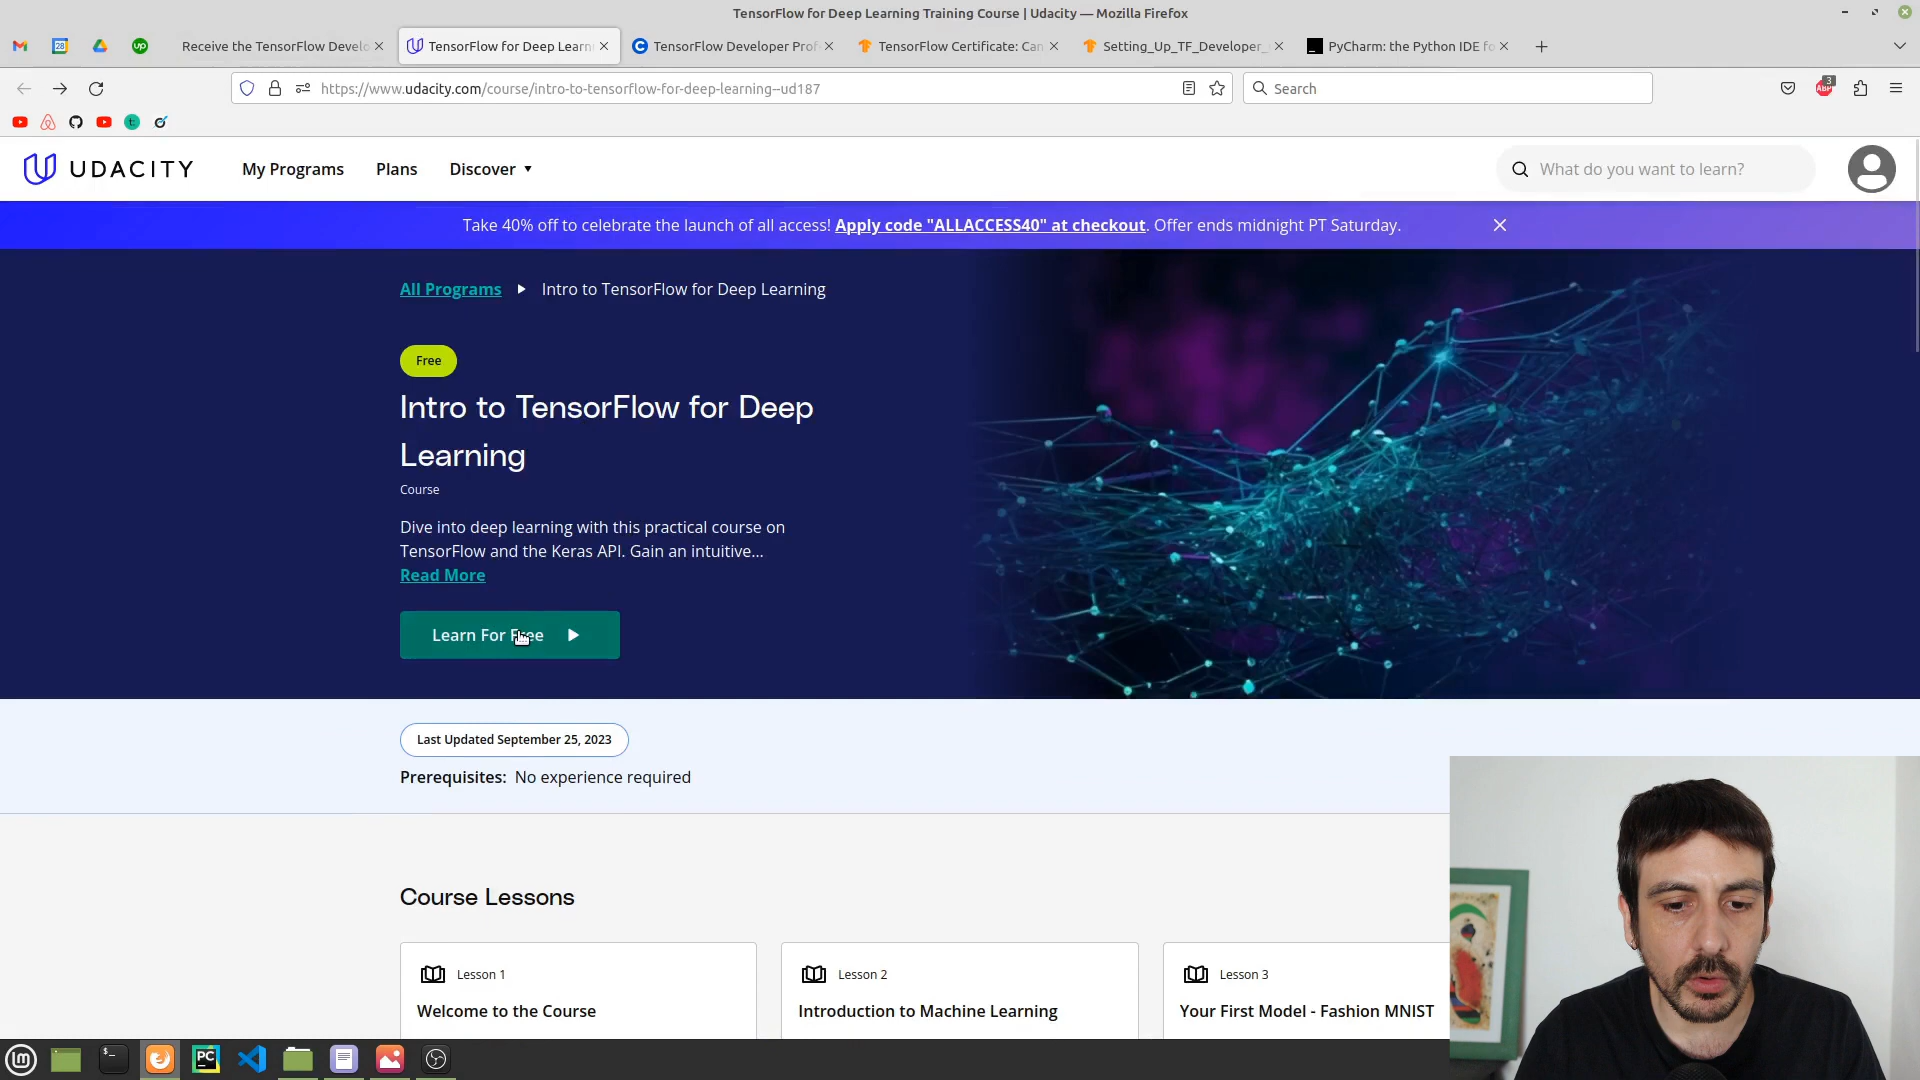 TensorFlow for Deep Learning Training Course | Udacity — Mozilla Firefox
Receive the TensorFlow Develo
TensorFlow for Deep Learn
TensorFlow Developer Prof
TensorFlow Certificate: Can
Setting_Up_TF_Developer_
PyCharm: the Python IDE fo
https://www.udacity.com/course/intro-to-tensorflow-for-deep-learning--ud187
Search
3
ABP
UDACITY
My Programs
Plans
Discover
What do you want to learn?
Take 40% off to celebrate the launch of all access! Apply code "ALLACCESS40" at checkout. Offer ends midnight PT Saturday.
All Programs
Intro to TensorFlow for Deep Learning
Free
Intro to TensorFlow for Deep
Learning
Course
Dive into deep learning with this practical course on
TensorFlow and the Keras API. Gain an intuitive...
Read More
Learn For Free
Last Updated September 25, 2023
Prerequisites: No experience required
Course Lessons
Lesson 1
Welcome to the Course
Lesson 2
Introduction to Machine Learning
Lesson 3
Your First Model - Fashion MNIST
PC